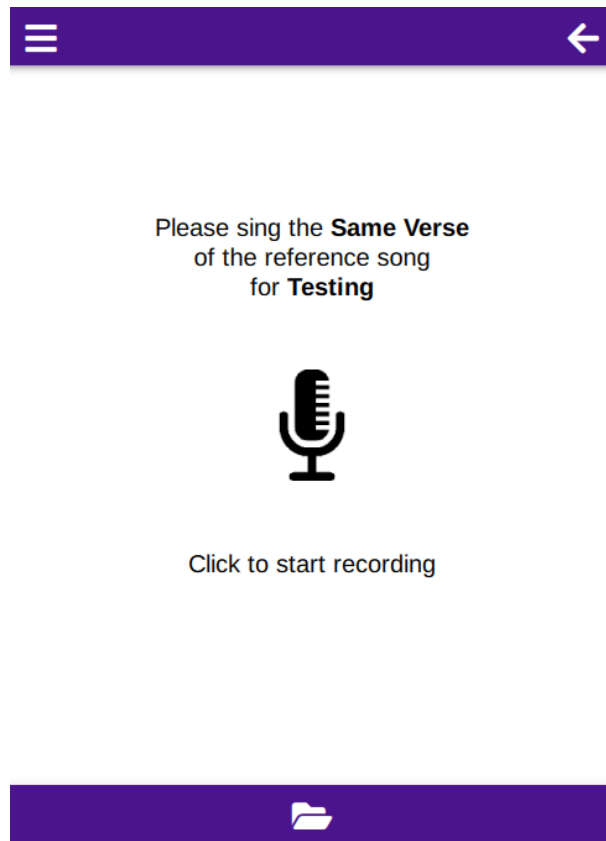 Please sing the Same Verse
of the reference song
for Testing
Click to start recording